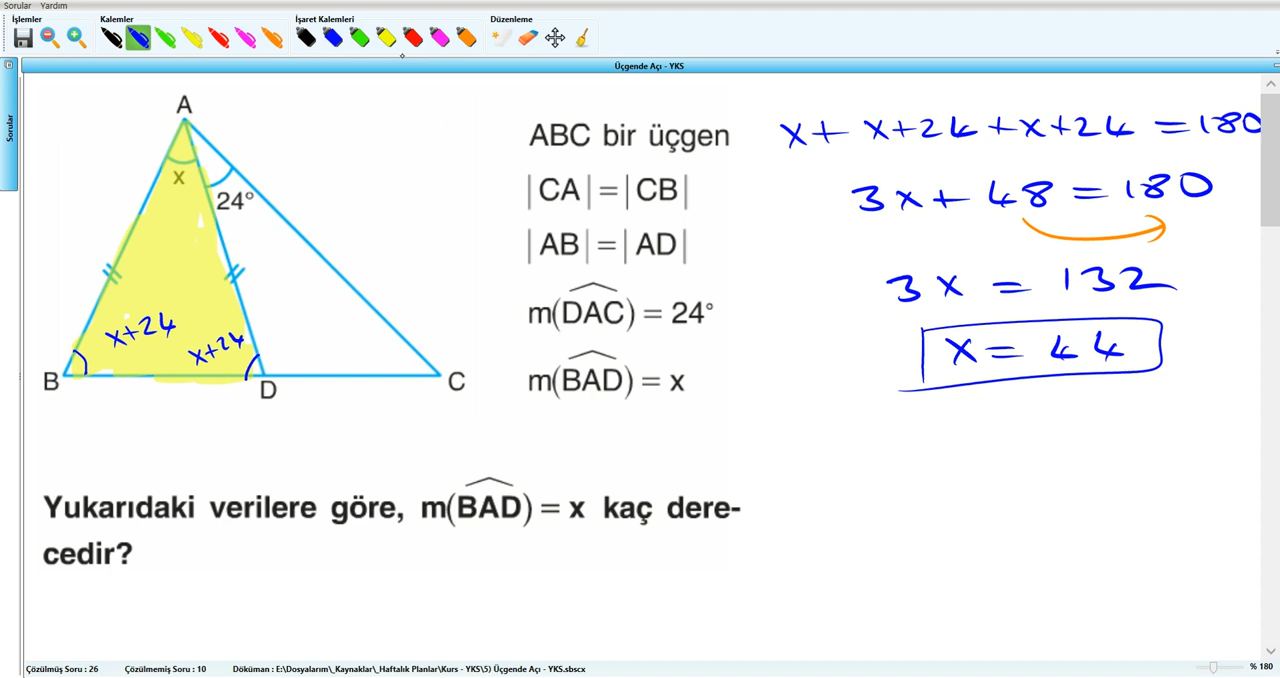 Sorular Yardım
İşlemler Kalemler İşaret Kalemleri Düzenleme
Üçgende Açı - YKS
Sorular
A
x
24°
x+24
x+24
B
D
C
ABC bir üçgen
|CA|=|CB|
|AB|=|AD|
m(DAC) = 24°
m(BAD) = x
x+ x+24 +x+24 =180
3x+ 48 =180
3x = 132
x= 44
Yukarıdaki verilere göre, m(BAD) = x kaç dere-
cedir?
Çözülmüş Soru : 26 Çözülmemiş Soru : 10 Döküman : E:\Dosyalarım\_Kaynaklar\_Haftalık Planlar\Kurs - YKS\5) Üçgende Açı - YKS.sbscx % 180